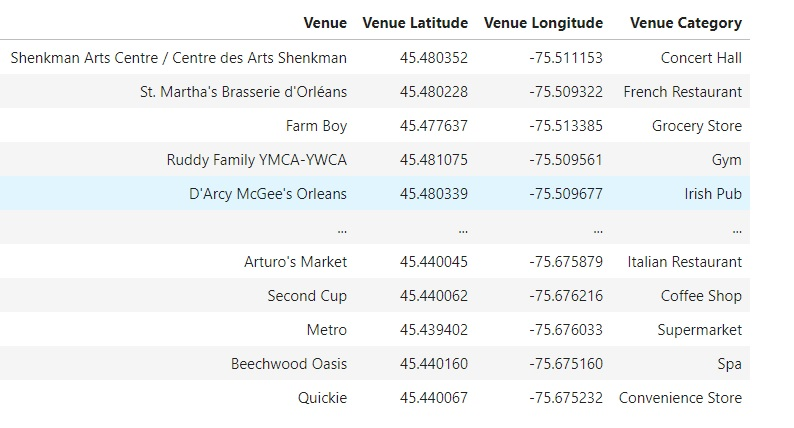 Venue Venue Latitude Venue Longitude Venue Category
Shenkman Arts Centre / Centre des Arts Shenkman 45.480352 -75.511153 Concert Hall
St. Martha's Brasserie d'Orléans 45.480228 -75.509322 French Restaurant
Farm Boy 45.477637 -75.513385 Grocery Store
Ruddy Family YMCA-YWCA 45.481075 -75.509561 Gym
D'Arcy McGee's Orleans 45.480339 -75.509677 Irish Pub
... ... ... ...
Arturo's Market 45.440045 -75.675879 Italian Restaurant
Second Cup 45.440062 -75.676216 Coffee Shop
Metro 45.439402 -75.676033 Supermarket
Beechwood Oasis 45.440160 -75.675160 Spa
Quickie 45.440067 -75.675232 Convenience Store